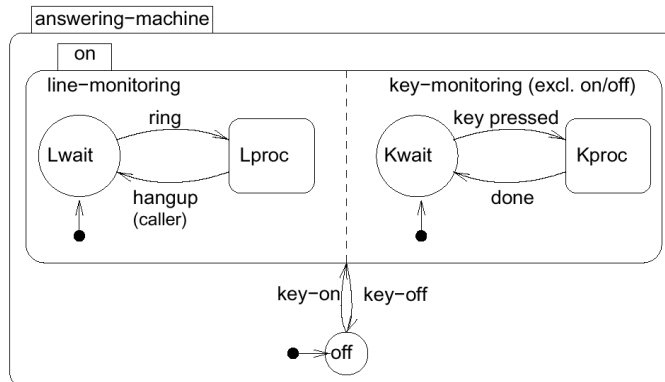 answering-machine
on
line-monitoring
key-monitoring (excl. on/off)
ring
key pressed
Lwait
Lproc
Kwait
Kproc
hangup
(caller)
done
key-on
key-off
off